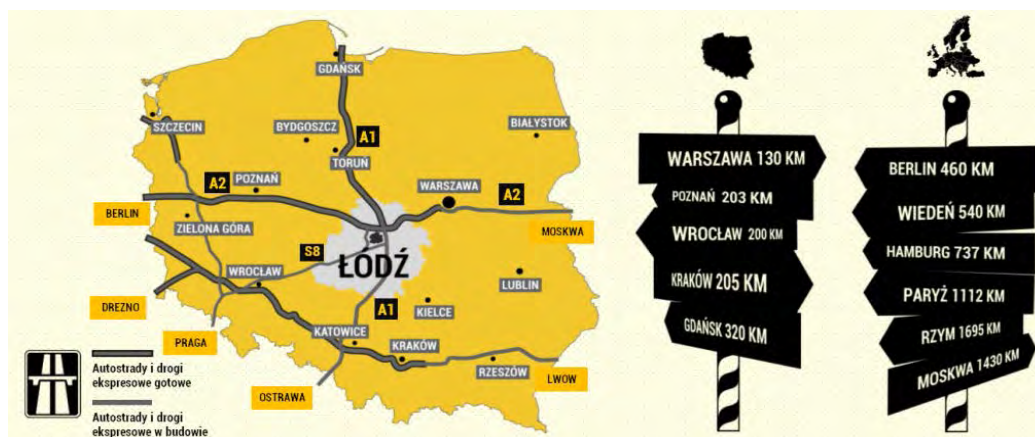 GDAŃSK
SZCZECIN
BYDGOSZCZ
A1
BIAŁYSTOK
TORUŃ
A2
POZNAŃ
WARSZAWA
A2
BERLIN
ZIELONA GÓRA
MOSKWA
S8
ŁÓDŹ
WROCŁAW
LUBLIN
DREZNO
A1
KIELCE
PRAGA
KATOWICE
KRAKÓW
RZESZÓW
LWOW
OSTRAWA
Autostrady i drogi
ekspresowe gotowe
Autostrady i drogi
ekspresowe w budowie
WARSZAWA 130 KM
POZNAŃ 203 KM
WROCŁAW 200 KM
KRAKÓW 205 KM
GDAŃSK 320 KM
BERLIN 460 KM
WIEDEŃ 540 KM
HAMBURG 737 KM
PARYŻ 1112 KM
RZYM 1695 KM
MOSKWA 1430 KM